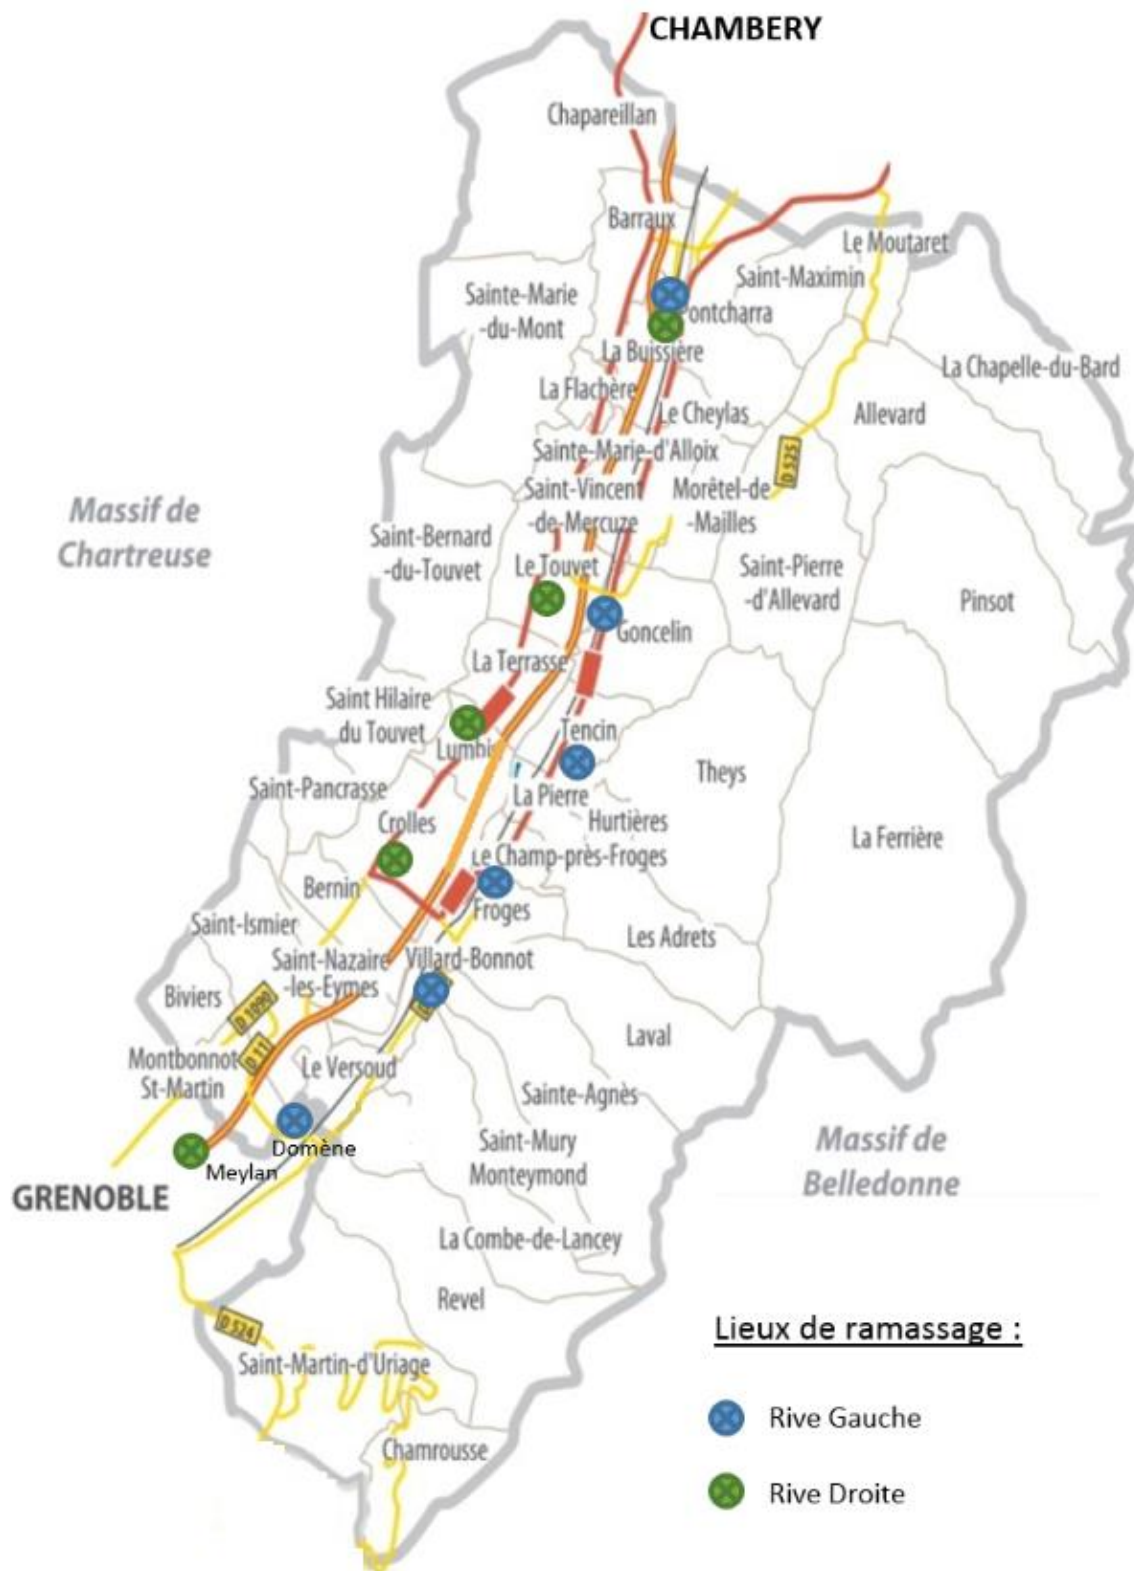 CHAMBERY
Chapareillan
Barraux
Le Moutaret
Saint-Maximin
Sainte-Marie
-du-Mont
Pontcharra
La Buissière
La Chapelle-du-Bard
La Flachère
Le Cheylas
Allevard
Sainte-Marie-d'Alloix
D 525
Saint-Vincent
-de-Mercuze
Morêtel-de
-Mailles
Massif de
Chartreuse
Saint-Bernard
-du-Touvet
Le Touvet
Saint-Pierre
-d'Allevard
Pinsot
Goncelin
La Terrasse
Saint Hilaire
du Touvet
Tencin
Lumbin
Theys
Saint-Pancrasse
La Pierre
Hurtières
Crolles
La Ferrière
Le Champ-près-Froges
Bernin
Froges
Saint-Ismier
Les Adrets
Saint-Nazaire
-les-Eymes
Villard-Bonnot
Biviers
D 1090
Laval
D 11
Montbonnot
St-Martin
Le Versoud
Sainte-Agnès
Domène
Saint-Mury
Monteymond
Massif de
Belledonne
Meylan
GRENOBLE
La Combe-de-Lancey
Revel
D 524
Saint-Martin-d'Uriage
Chamrousse
Lieux de ramassage :
Rive Gauche
Rive Droite